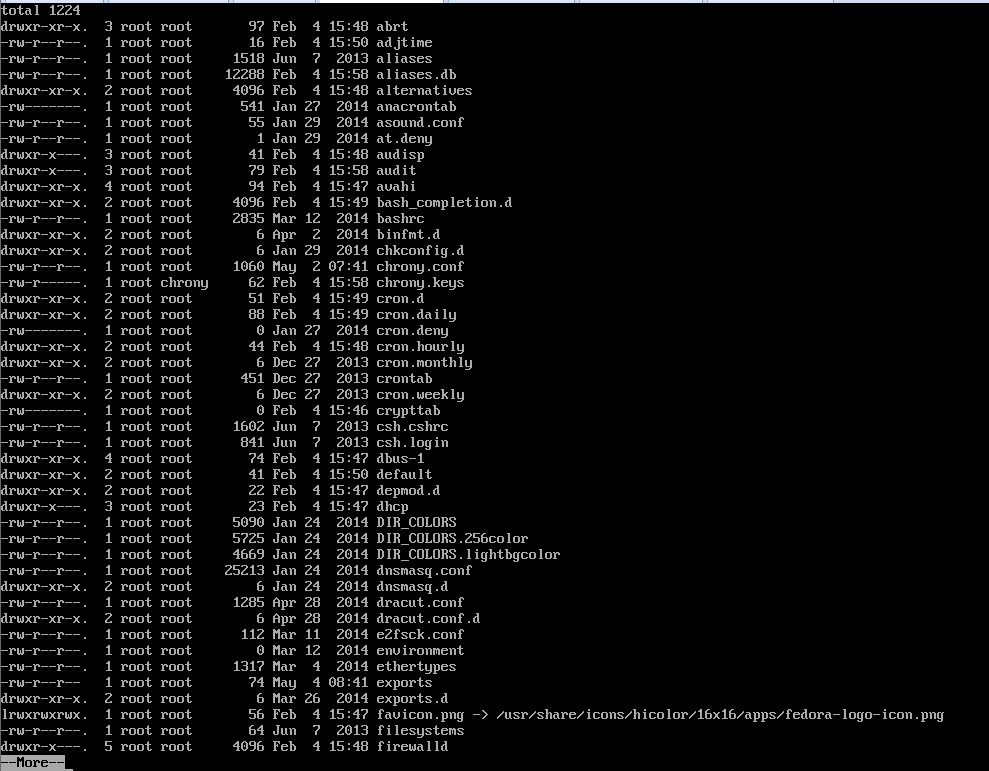 total 1224
drwxr-xr-x.  3 root root       97 Feb  4 15:48 abrt
-rw-r--r--.  1 root root       16 Feb  4 15:50 adjtime
-rw-r--r--.  1 root root     1518 Jun  7  2013 aliases
-rw-r--r--.  1 root root    12288 Feb  4 15:58 aliases.db
drwxr-xr-x.  2 root root     4096 Feb  4 15:48 alternatives
-rw-------.  1 root root      541 Jan 27  2014 anacrontab
-rw-r--r--.  1 root root       55 Jan 29  2014 asound.conf
-rw-r--r--.  1 root root        1 Jan 29  2014 at.deny
drwxr-x---.  3 root root       41 Feb  4 15:48 audisp
drwxr-x---.  3 root root       79 Feb  4 15:58 audit
drwxr-xr-x.  4 root root       94 Feb  4 15:47 avahi
drwxr-xr-x.  2 root root     4096 Feb  4 15:49 bash_completion.d
-rw-r--r--.  1 root root     2835 Mar 12  2014 bashrc
drwxr-xr-x.  2 root root        6 Apr  2  2014 binfmt.d
drwxr-xr-x.  2 root root        6 Jan 29  2014 chkconfig.d
-rw-r--r--.  1 root root     1060 May  2 07:41 chrony.conf
-rw-r-----.  1 root chrony     62 Feb  4 15:58 chrony.keys
drwxr-xr-x.  2 root root       51 Feb  4 15:49 cron.d
drwxr-xr-x.  2 root root       88 Feb  4 15:49 cron.daily
-rw-------.  1 root root        0 Jan 27  2014 cron.deny
drwxr-xr-x.  2 root root       44 Feb  4 15:48 cron.hourly
drwxr-xr-x.  2 root root        6 Dec 27  2013 cron.monthly
-rw-r--r--.  1 root root      451 Dec 27  2013 crontab
drwxr-xr-x.  2 root root        6 Dec 27  2013 cron.weekly
-rw-------.  1 root root        0 Feb  4 15:46 crypttab
-rw-r--r--.  1 root root     1602 Jun  7  2013 csh.cshrc
-rw-r--r--.  1 root root      841 Jun  7  2013 csh.login
drwxr-xr-x.  4 root root       74 Feb  4 15:47 dbus-1
drwxr-xr-x.  2 root root       41 Feb  4 15:50 default
drwxr-xr-x.  2 root root       22 Feb  4 15:47 depmod.d
drwxr-x---.  3 root root       23 Feb  4 15:47 dhcp
-rw-r--r--.  1 root root     5090 Jan 24  2014 DIR_COLORS
-rw-r--r--.  1 root root     5725 Jan 24  2014 DIR_COLORS.256color
-rw-r--r--.  1 root root     4669 Jan 24  2014 DIR_COLORS.lightbgcolor
-rw-r--r--.  1 root root    25213 Jan 24  2014 dnsmasq.conf
drwxr-xr-x.  2 root root        6 Jan 24  2014 dnsmasq.d
-rw-r--r--.  1 root root     1285 Apr 28  2014 dracut.conf
drwxr-xr-x.  2 root root        6 Apr 28  2014 dracut.conf.d
-rw-r--r--.  1 root root      112 Mar 11  2014 e2fsck.conf
-rw-r--r--.  1 root root        0 Mar 12  2014 environment
-rw-r--r--.  1 root root     1317 Mar  4  2014 ethertypes
-rw-r--r--   1 root root       74 May  4 08:41 exports
drwxr-xr-x.  2 root root        6 Mar 26  2014 exports.d
lrwxrwxrwx.  1 root root       56 Feb  4 15:47 favicon.png -> /usr/share/icons/hicolor/16x16/apps/fedora-logo-icon.png
-rw-r--r--.  1 root root       64 Jun  7  2013 filesystems
drwxr-x---.  5 root root     4096 Feb  4 15:48 firewalld
--More--